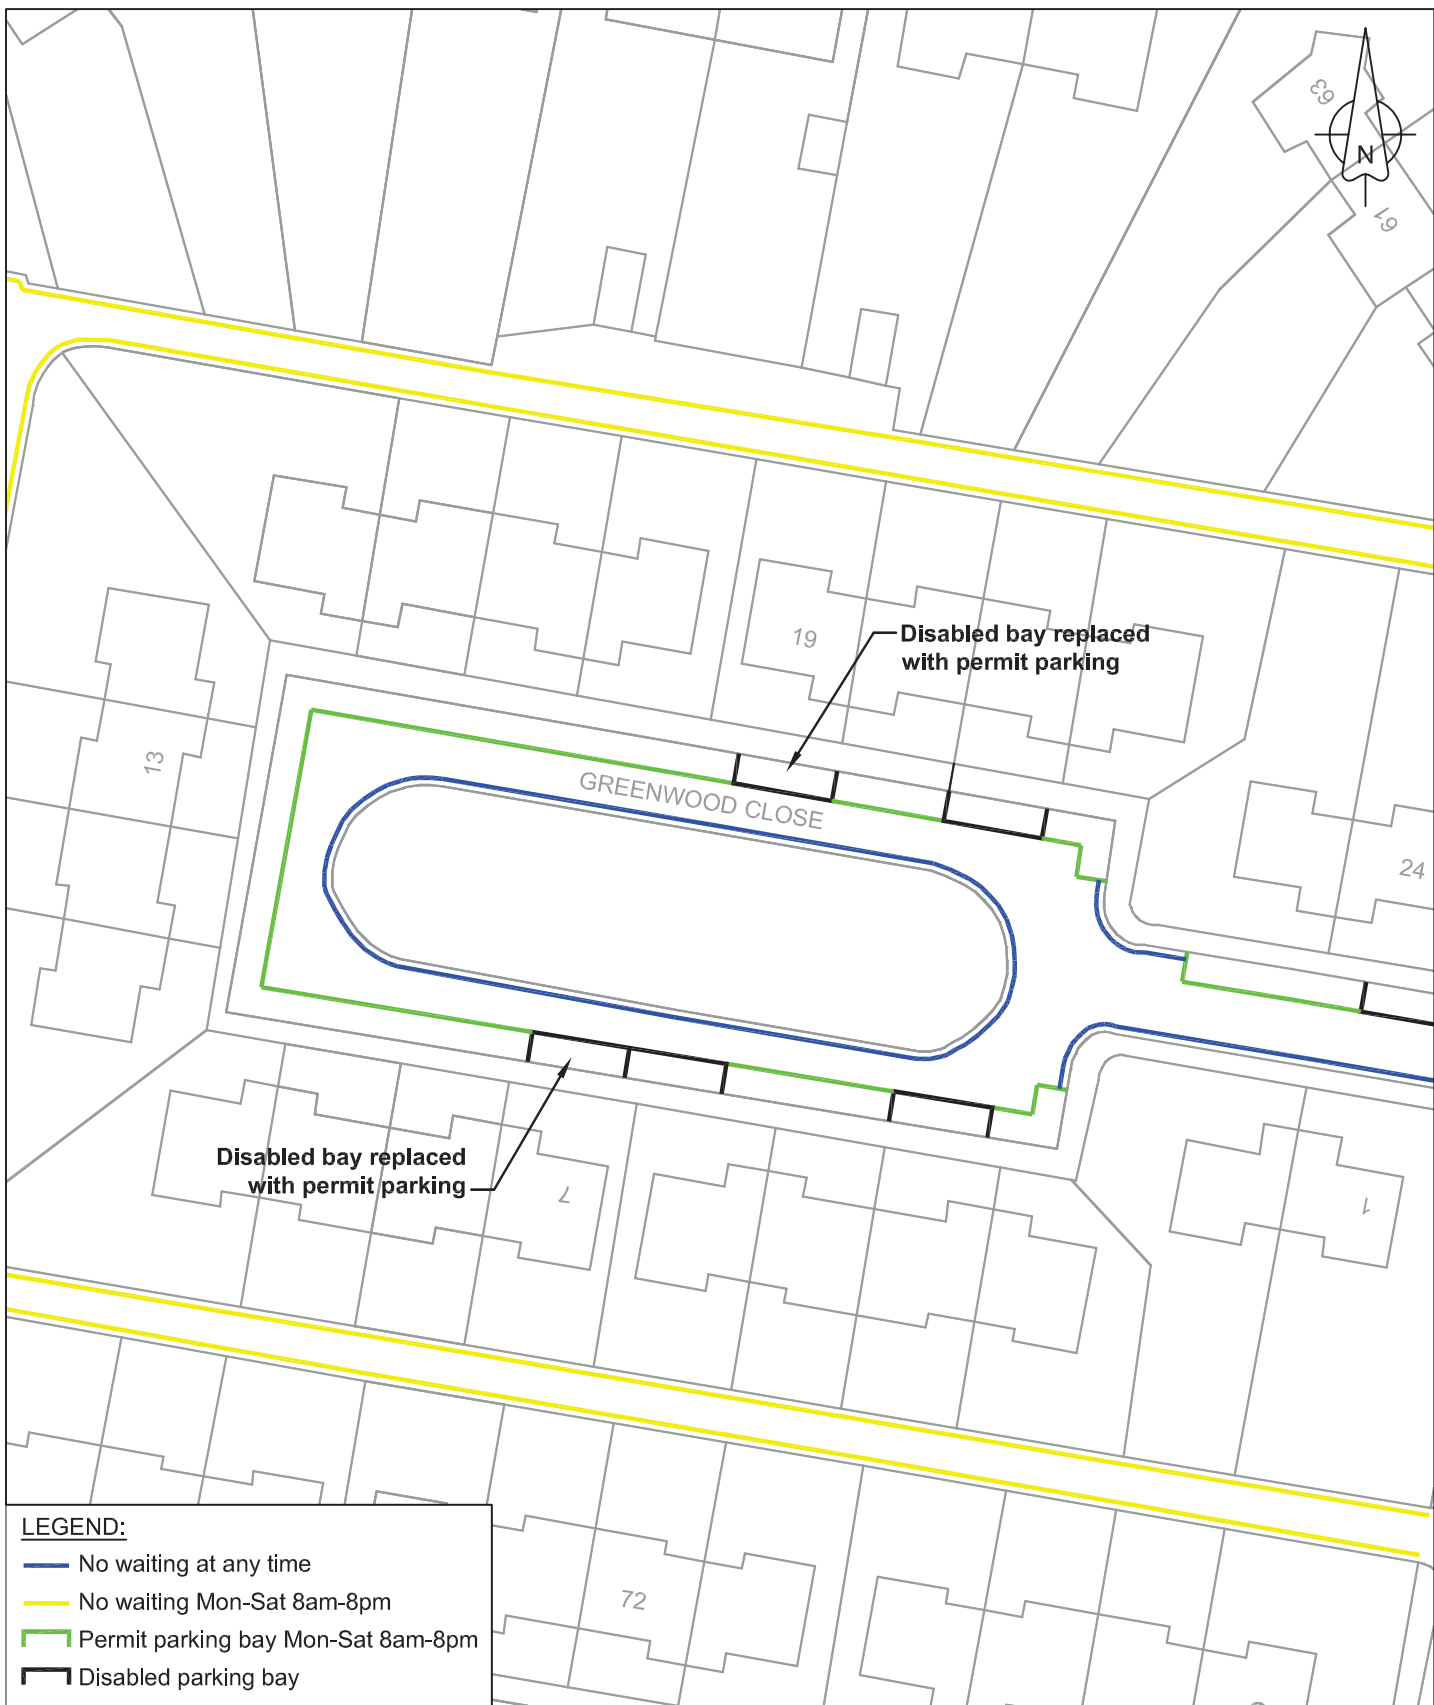 63
N
61
19
Disabled bay replaced
with permit parking
13
GREENWOOD CLOSE
24
Disabled bay replaced
with permit parking
7
1
LEGEND:
No waiting at any time
No waiting Mon-Sat 8am-8pm
Permit parking bay Mon-Sat 8am-8pm
Disabled parking bay
72